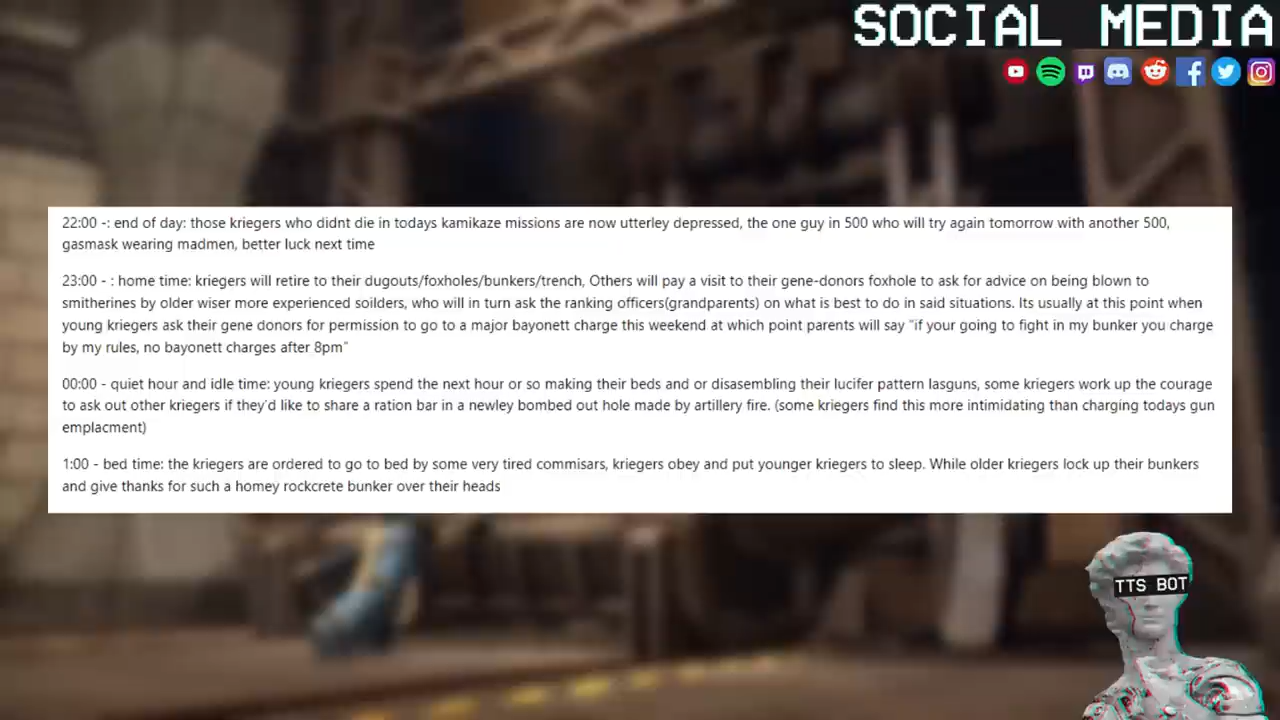 SOCIAL MEDIA
22:00 -: end of day: those kriegers who didnt die in todays kamikaze missions are now utterley depressed, the one guy in 500 who will try again tomorrow with another 500,
gasmask wearing madmen, better luck next time
23:00 - : home time: kriegers will retire to their dugouts/foxholes/bunkers/trench, Others will pay a visit to their gene-donors foxhole to ask for advice on being blown to
smitherines by older wiser more experienced soilders, who will in turn ask the ranking officers(grandparents) on what is best to do in said situations. Its usually at this point when
young kriegers ask their gene donors for permission to go to a major bayonett charge this weekend at which point parents will say "if your going to fight in my bunker you charge
by my rules, no bayonett charges after 8pm"
00:00 - quiet hour and idle time: young kriegers spend the next hour or so making their beds and or disasembling their lucifer pattern lasguns, some kriegers work up the courage
to ask out other kriegers if they'd like to share a ration bar in a newley bombed out hole made by artillery fire. (some kriegers find this more intimidating than charging todays gun
emplacment)
1:00 - bed time: the kriegers are ordered to go to bed by some very tired commisars, kriegers obey and put younger kriegers to sleep. While older kriegers lock up their bunkers
and give thanks for such a homey rockcrete bunker over their heads
TTS BOT